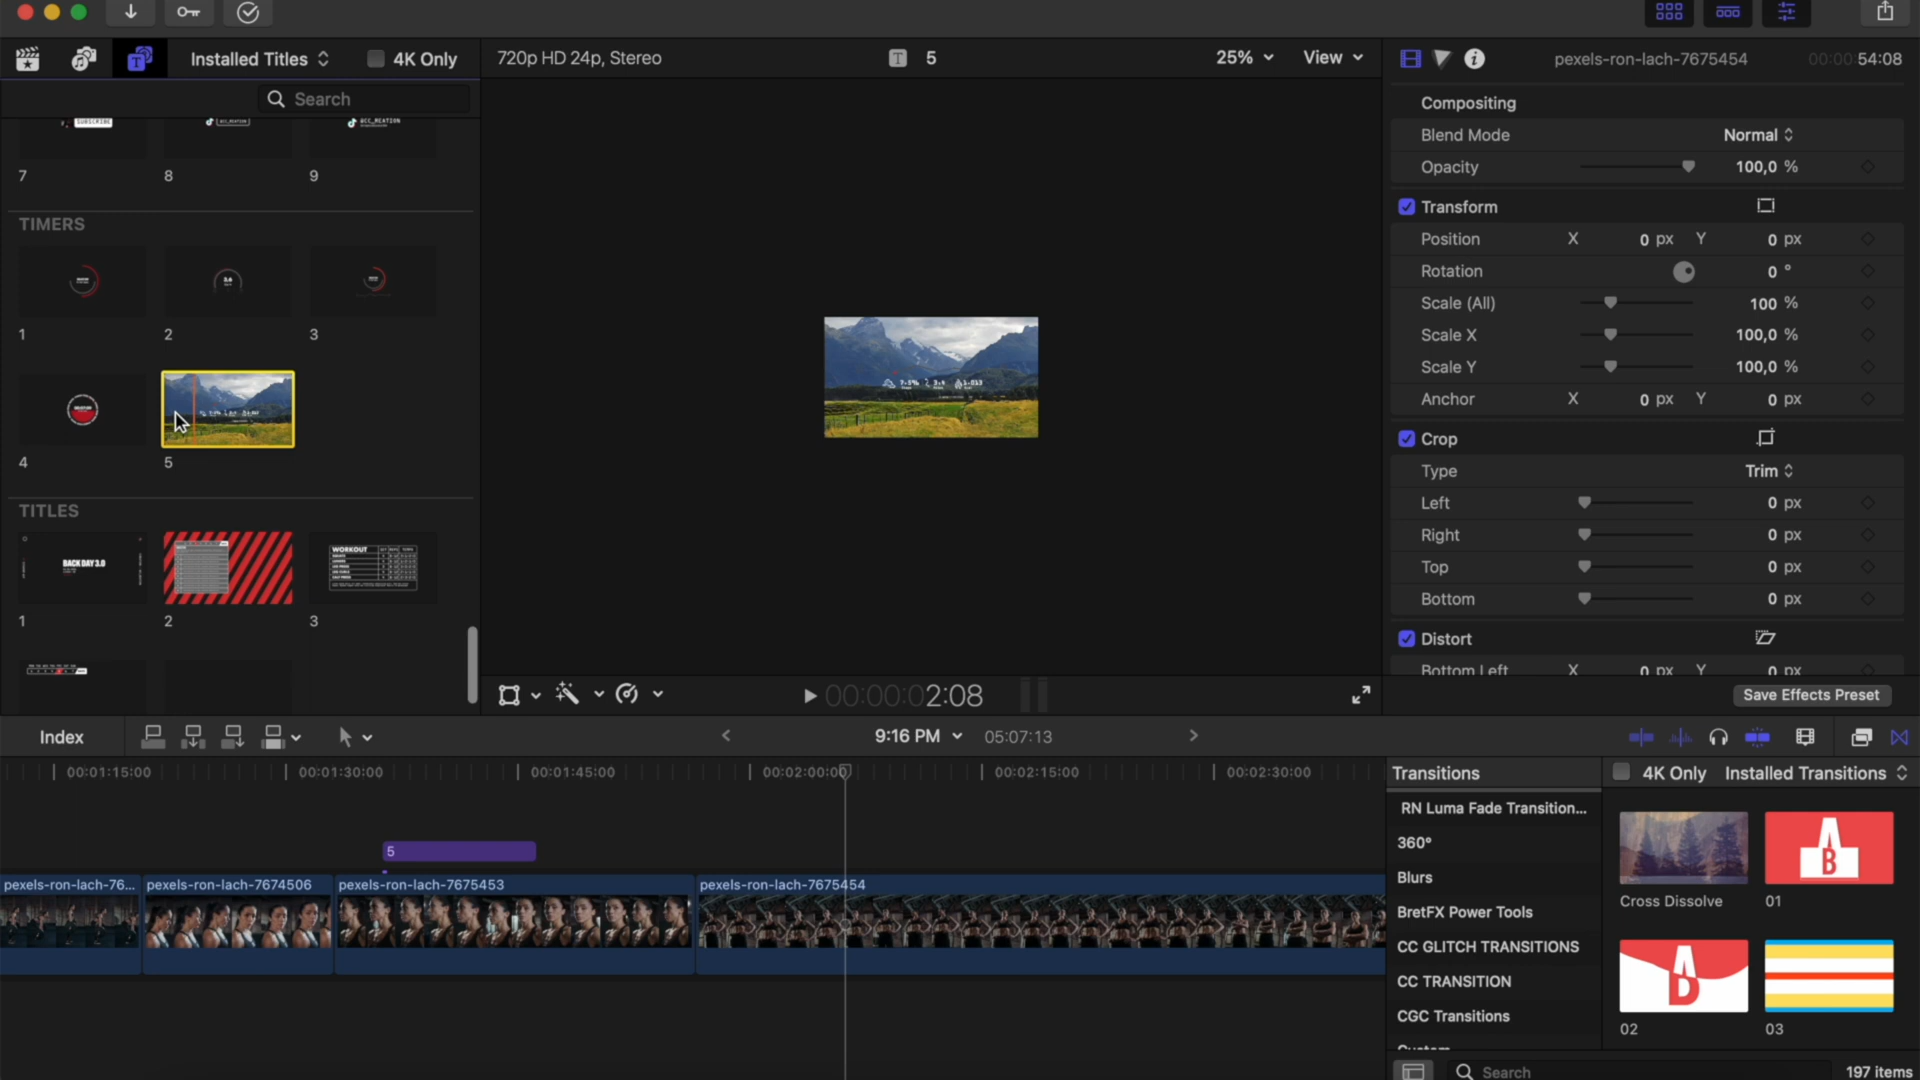 Installed Titles
4K Only
720p HD 24p, Stereo
5
25%
View
pexels-ron-lach-7675454
00:00:54:08
Search
SUBSCRIBE
7
8
9
TIMERS
1
2
3
4
5
TITLES
BACK DAY 3.0
WORKOUT
1
2
3
Compositing
Blend Mode
Normal
Opacity
100,0 %
Transform
Position
X
0 px
Y
0 px
Rotation
0 °
Scale (All)
100 %
Scale X
100,0 %
Scale Y
100,0 %
Anchor
X
0 px
Y
0 px
Crop
Type
Trim
Left
0 px
Right
0 px
Top
0 px
Bottom
0 px
Distort
Bottom Left
X
0 px
Y
0 px
Save Effects Preset
00:00:02:08
Index
9:16 PM
05:07:13
00:01:15:00
00:01:30:00
00:01:45:00
00:02:00:00
00:02:15:00
00:02:30:00
5
pexels-ron-lach-76...
pexels-ron-lach-7674506
pexels-ron-lach-7675453
pexels-ron-lach-7675454
Transitions
4K Only
Installed Transitions
RN Luma Fade Transition...
360°
Blurs
BretFX Power Tools
CC GLITCH TRANSITIONS
CC TRANSITION
CGC Transitions
Custom
Cross Dissolve
A
B
01
A
D
02
03
Search
197 items